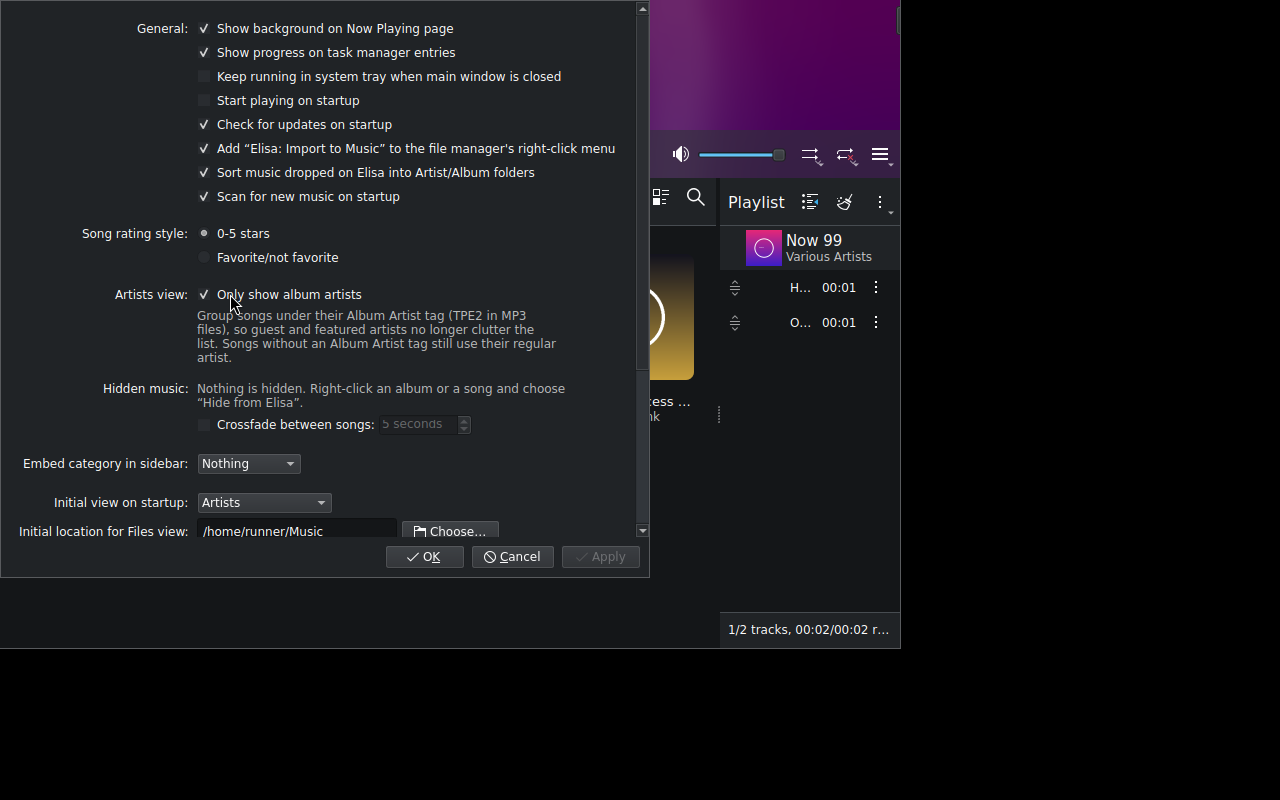 General:
Show background on Now Playing page
Show progress on task manager entries
Keep running in system tray when main window is closed
Start playing on startup
Check for updates on startup
Add “Elisa: Import to Music” to the file manager's right-click menu
Sort music dropped on Elisa into Artist/Album folders
Scan for new music on startup
Song rating style:
0-5 stars
Favorite/not favorite
Artists view:
Only show album artists
Group songs under their Album Artist tag (TPE2 in MP3
files), so guest and featured artists no longer clutter the
list. Songs without an Album Artist tag still use their regular
artist.
Hidden music:
Nothing is hidden. Right-click an album or a song and choose
“Hide from Elisa”.
Crossfade between songs: 5 seconds
Embed category in sidebar: Nothing
Initial view on startup: Artists
Initial location for Files view: /home/runner/Music Choose...
OK Cancel Apply
Playlist
Now 99
Various Artists
H... 00:01
O... 00:01
cess ...
nk
1/2 tracks, 00:02/00:02 r...